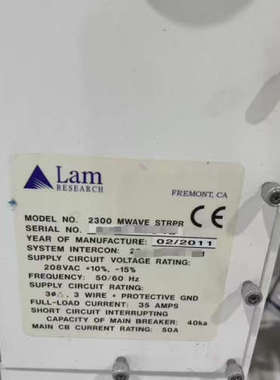 Lam
RESEARCH
FREMONT, CA
CE
MODEL NO. 2300 MWAVE STRPR
SERIAL NO.
YEAR OF MANUFACTURE: 02/2011
SYSTEM INTERCON:
SUPPLY CIRCUIT VOLTAGE RATING:
208VAC +10%, -15%
FREQUENCY: 50/60 Hz
SUPPLY CIRCUIT RATING:
3 WIRE + PROTECTIVE GND
FULL-LOAD CURRENT: 35 AMPS
SHORT CIRCUIT INTERRUPTING
CAPACITY OF MAIN BREAKER: 40ka
MAIN CB CURRENT RATING: 50A